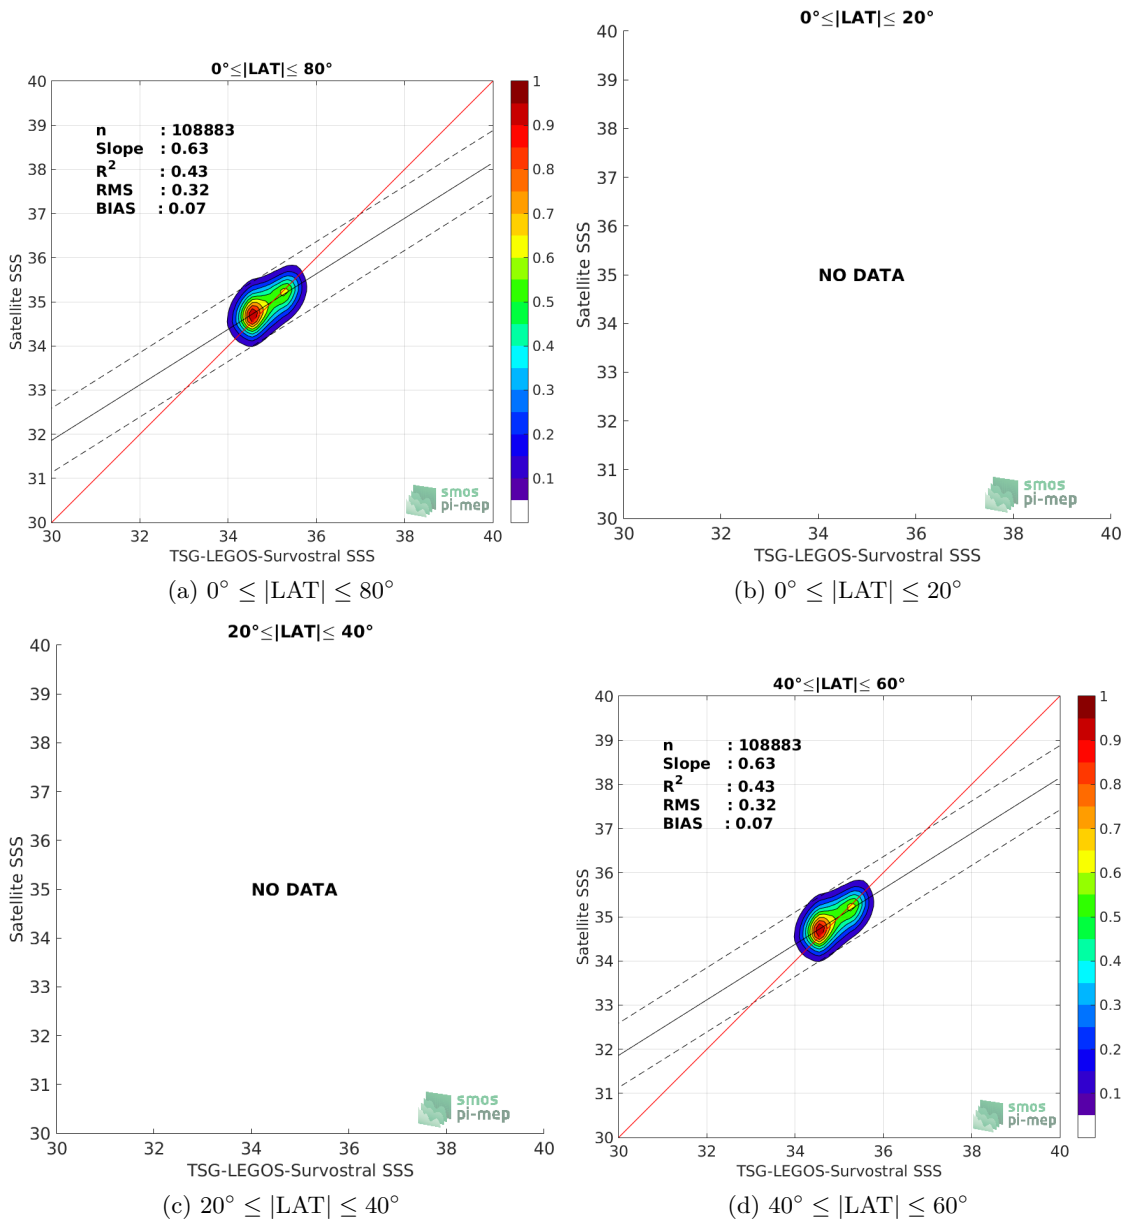 0°≤|LAT|≤ 80°
40
39
38
37
36
35
34
33
32
31
30
30
32
34
36
38
40
Satellite SSS
TSG-LEGOS-Survostral SSS
n : 108883
Slope : 0.63
R² : 0.43
RMS : 0.32
BIAS : 0.07
1
0.9
0.8
0.7
0.6
0.5
0.4
0.3
0.2
0.1
smos
pi-mep
(a) 0° ≤ |LAT| ≤ 80°
0°≤|LAT|≤ 20°
40
39
38
37
36
35
34
33
32
31
30
30
32
34
36
38
40
Satellite SSS
TSG-LEGOS-Survostral SSS
NO DATA
smos
pi-mep
(b) 0° ≤ |LAT| ≤ 20°
20°≤|LAT|≤ 40°
40
39
38
37
36
35
34
33
32
31
30
30
32
34
36
38
40
Satellite SSS
TSG-LEGOS-Survostral SSS
NO DATA
smos
pi-mep
(c) 20° ≤ |LAT| ≤ 40°
40°≤|LAT|≤ 60°
40
39
38
37
36
35
34
33
32
31
30
30
32
34
36
38
40
Satellite SSS
TSG-LEGOS-Survostral SSS
n : 108883
Slope : 0.63
R² : 0.43
RMS : 0.32
BIAS : 0.07
1
0.9
0.8
0.7
0.6
0.5
0.4
0.3
0.2
0.1
smos
pi-mep
(d) 40° ≤ |LAT| ≤ 60°